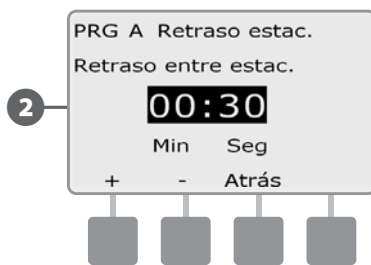 PRG A Retraso estac.
Retraso entre estac.
2
00:30
Min Seg
+ - Atrás